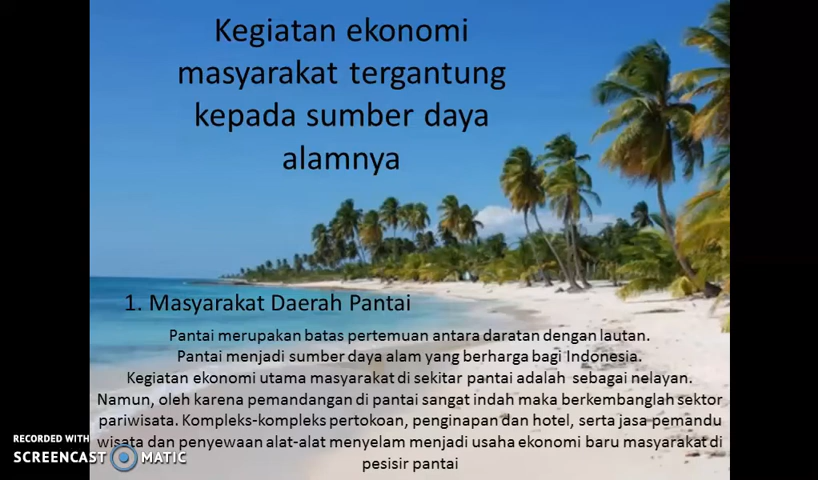 Kegiatan ekonomi
masyarakat tergantung
kepada sumber daya
alamnya
1. Masyarakat Daerah Pantai
Pantai merupakan batas pertemuan antara daratan dengan lautan.
Pantai menjadi sumber daya alam yang berharga bagi Indonesia.
Kegiatan ekonomi utama masyarakat di sekitar pantai adalah sebagai nelayan.
Namun, oleh karena pemandangan di pantai sangat indah maka berkembanglah sektor
pariwisata. Kompleks-kompleks pertokoan, penginapan dan hotel, serta jasa pemandu
wisata dan penyewaan alat-alat menyelam menjadi usaha ekonomi baru masyarakat di
pesisir pantai
RECORDED WITH
SCREENCAST MATIC